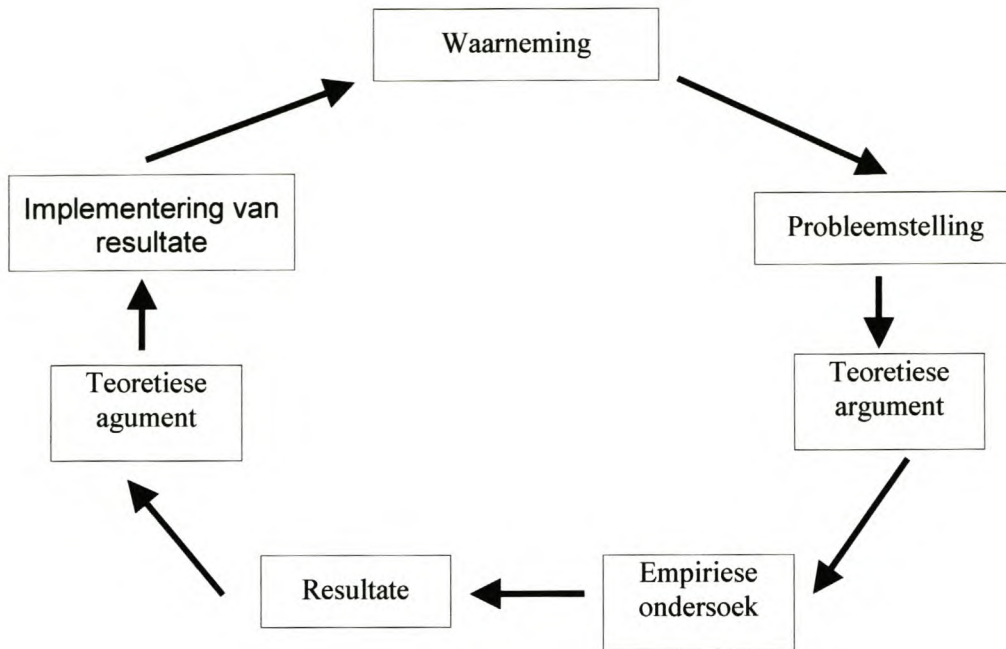 Waarneming
Implementering van
resultate
Probleemstelling
Teoretiese
agument
Teoretiese
argument
Resultate
Empiriese
ondersoek